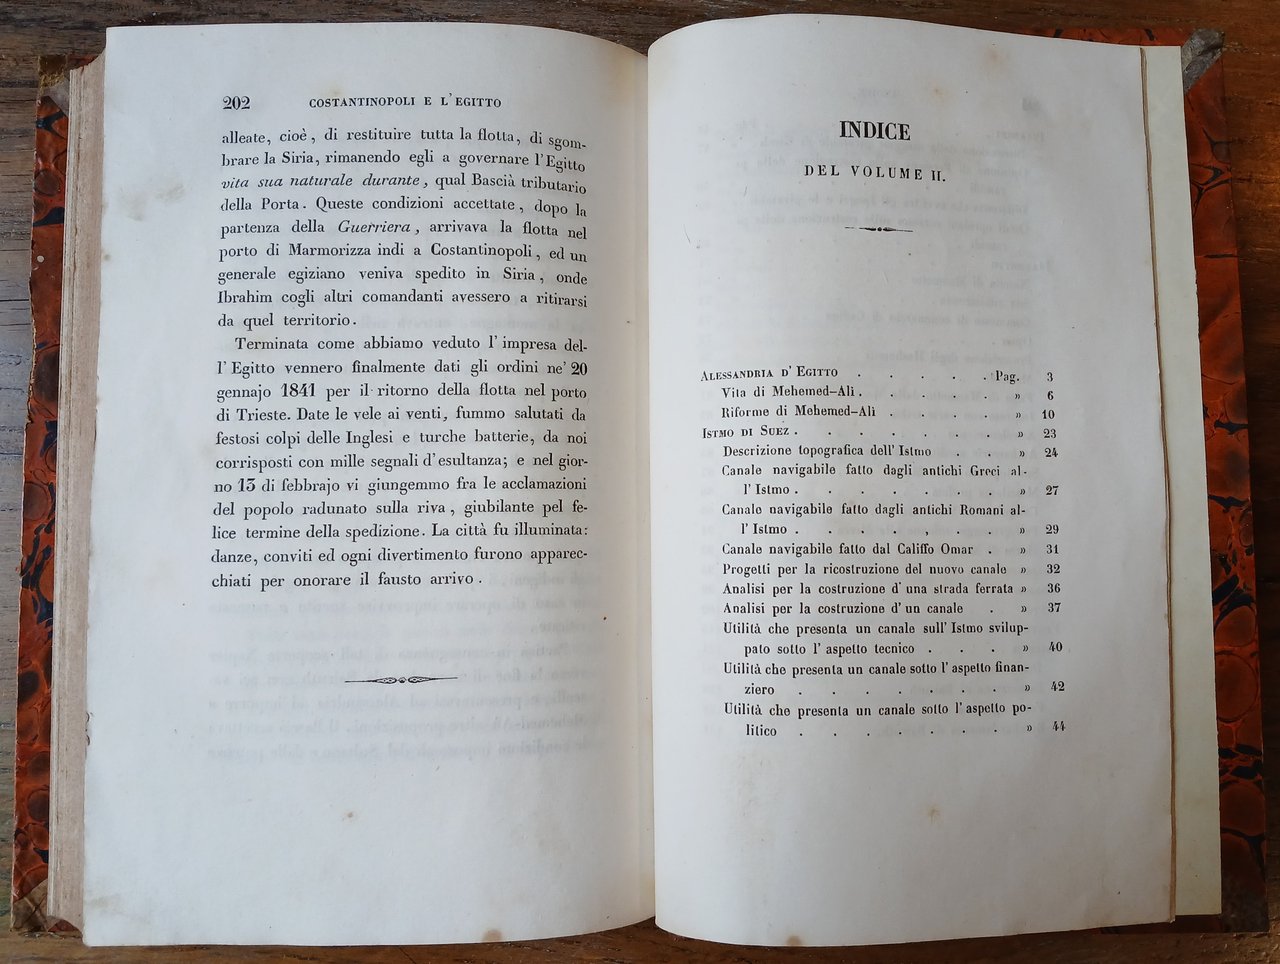 202 COSTANTINOPOLI E L'EGITTO
alleate, cioè, di restituire tutta la flotta, di sgom-
brare la Siria, rimanendo egli a governare l'Egitto
vita sua naturale durante, qual Bascià tributario
della Porta. Queste condizioni accettate, dopo la
partenza della Guerriera, arrivava la flotta nel
porto di Marmorizza indi a Costantinopoli, ed un
generale egiziano veniva spedito in Siria, onde
Ibrahim cogli altri comandanti avessero a ritirarsi
da quel territorio.
Terminata come abbiamo veduto l'impresa del-
l'Egitto vennero finalmente dati gli ordini ne' 20
gennajo 1841 per il ritorno della flotta nel porto
di Trieste. Date le vele ai venti, fummo salutati da
festosi colpi delle Inglesi e turche batterie, da noi
corrisposti con mille segnali d'esultanza; e nel gior-
no 13 di febbrajo vi giungemmo fra le acclamazioni
del popolo radunato sulla riva, giubilante pel fe-
lice termine della spedizione. La città fu illuminata:
danze, conviti ed ogni divertimento furono apparec-
chiati per onorare il fausto arrivo.
INDICE
DEL VOLUME II.
ALESSANDRIA D'EGITTO . . . . . Pag. 3
Vita di Mehemed-Alì . . . . . . . » 6
Riforme di Mehemed-Alì . . . . . » 10
ISTMO DI SUEZ . . . . . . . » 23
Descrizione topografica dell'Istmo . . » 24
Canale navigabile fatto dagli antichi Greci al-
l'Istmo . . . . . . . » 27
Canale navigabile fatto dagli antichi Romani al-
l'Istmo . . . . , . . » 29
Canale navigabile fatto dal Califfo Omar . » 31
Progetti per la ricostruzione del nuovo canale » 32
Analisi per la costruzione d'una strada ferrata » 36
Analisi per la costruzione d'un canale . » 37
Utilità che presenta un canale sull'Istmo svilup-
pato sotto l'aspetto tecnico . . . . » 40
Utilità che presenta un canale sotto l'aspetto finan-
ziero . . . . . . . » 42
Utilità che presenta un canale sotto l'aspetto po-
litico . . . . . . . » 44